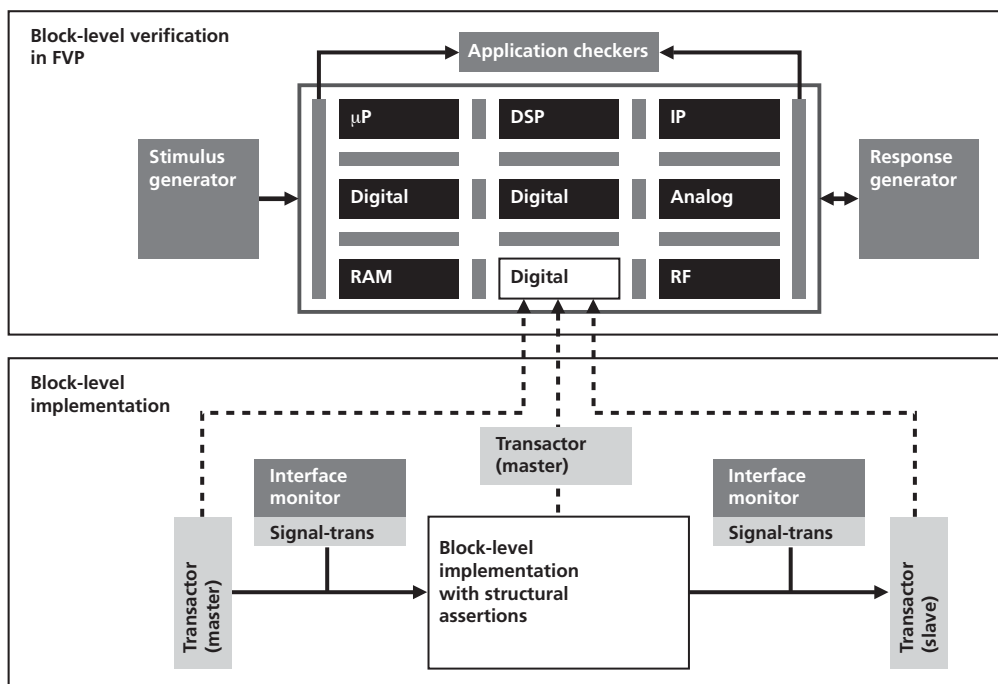 Block-level verification
in FVP
Application checkers
μP
DSP
IP
Stimulus
generator
Response
generator
Digital
Digital
Analog
RAM
Digital
RF
Block-level
implementation
Transactor
(master)
Interface
monitor
Signal-trans
Interface
monitor
Signal-trans
Transactor
(master)
Block-level
implementation
with structural
assertions
Transactor
(slave)